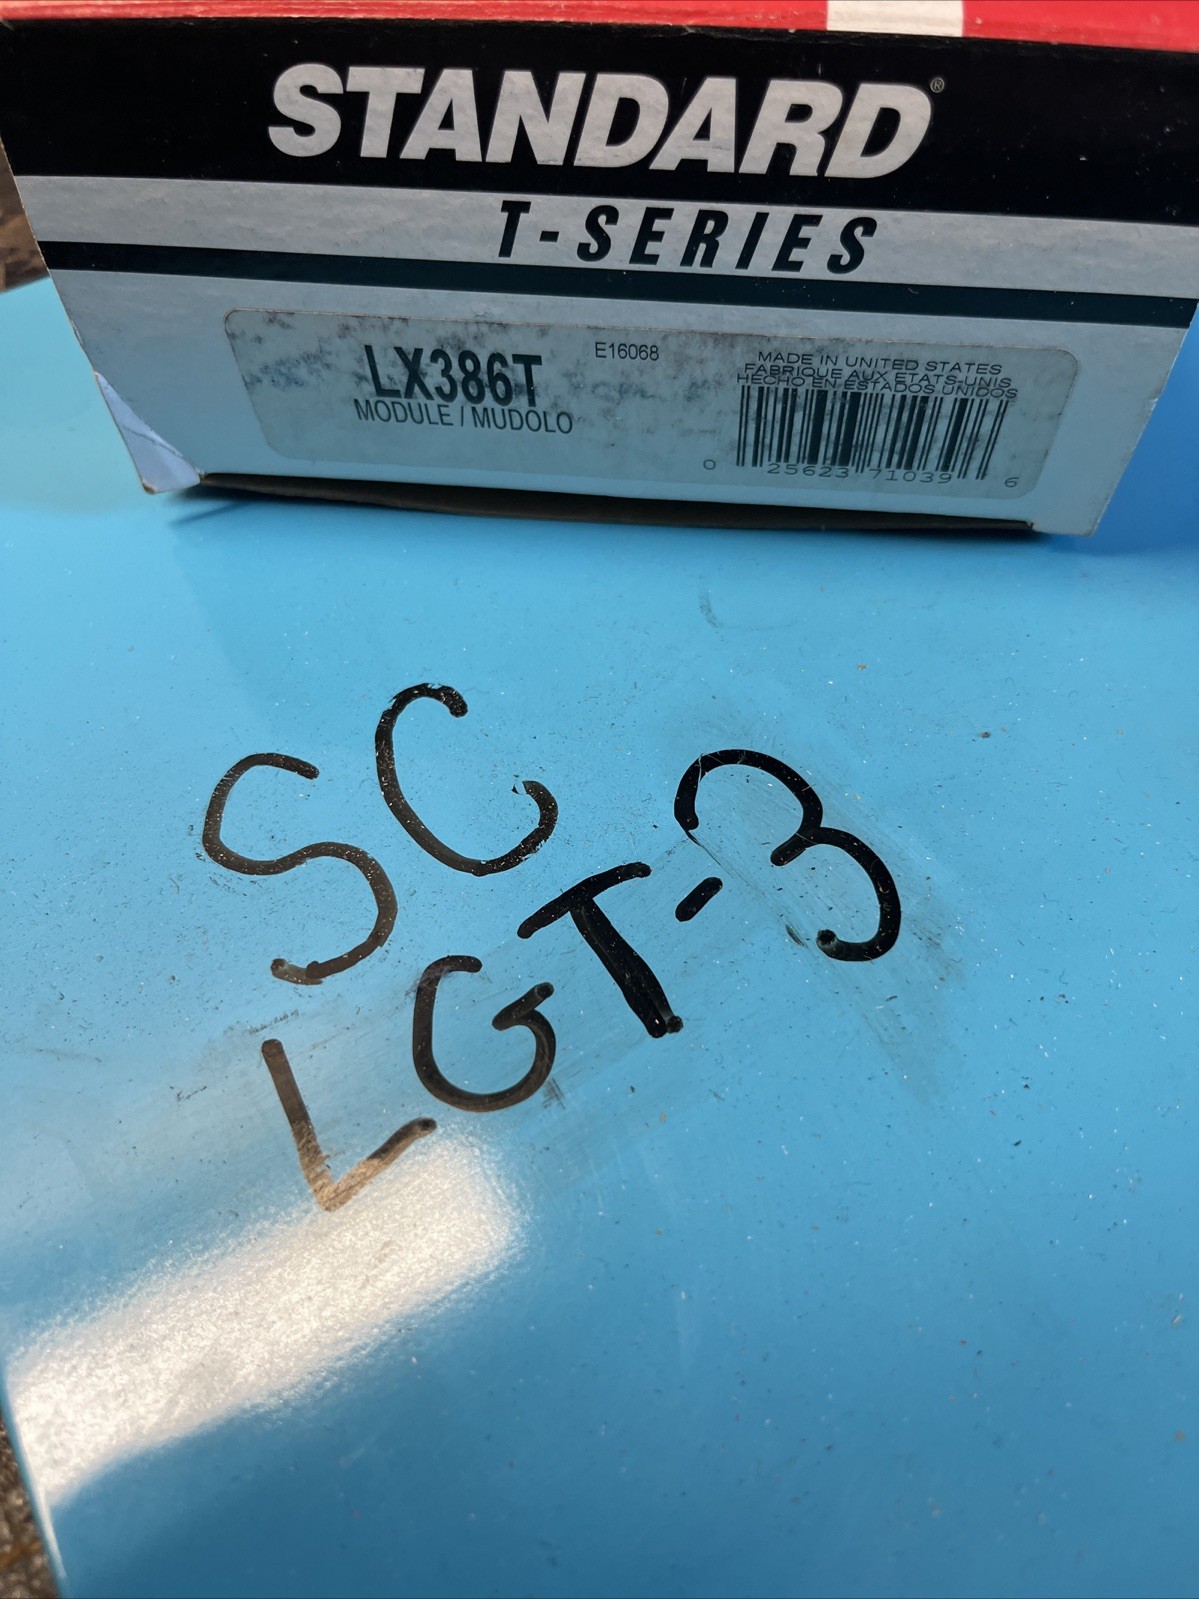 STANDARD®
T-SERIES
LX386T
MODULE / MUDOLO
E16068
MADE IN UNITED STATES
FABRIQUE AUX ETATS-UNIS
HECHO EN ESTADOS UNIDOS
0 25623 71039 6
SC
LGT-3